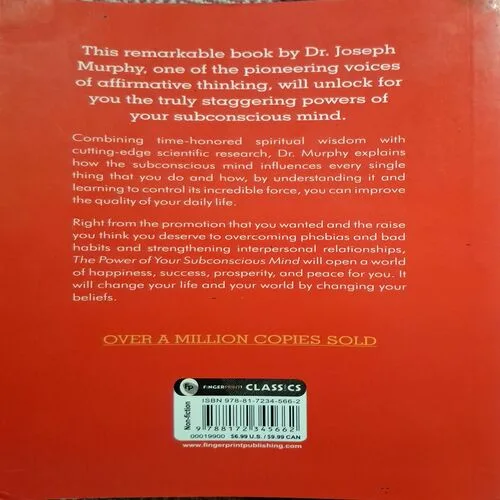 This remarkable book by Dr. Joseph
Murphy, one of the pioneering voices
of affirmative thinking, will unlock for
you the truly staggering powers of
your subconscious mind.
Combining time-honored spiritual wisdom with
cutting-edge scientific research, Dr. Murphy explains
how the subconscious mind influences every single
thing that you do and how, by understanding it and
learning to control its incredible force, you can improve
the quality of your daily life.
Right from the promotion that you wanted and the raise
you think you deserve to overcoming phobias and bad
habits and strengthening interpersonal relationships,
The Power of Your Subconscious Mind will open a world
of happiness, success, prosperity, and peace for you. It
will change your life and your world by changing your
beliefs.
OVER A MILLION COPIES SOLD
FP FINGERPRINT! CLASSICS
ISBN 978-81-7234-566-2
Non-fiction
9 788172 345662
00019900 $6.99 U.S. / $9.99 CAN
www.fingerprintpublishing.com